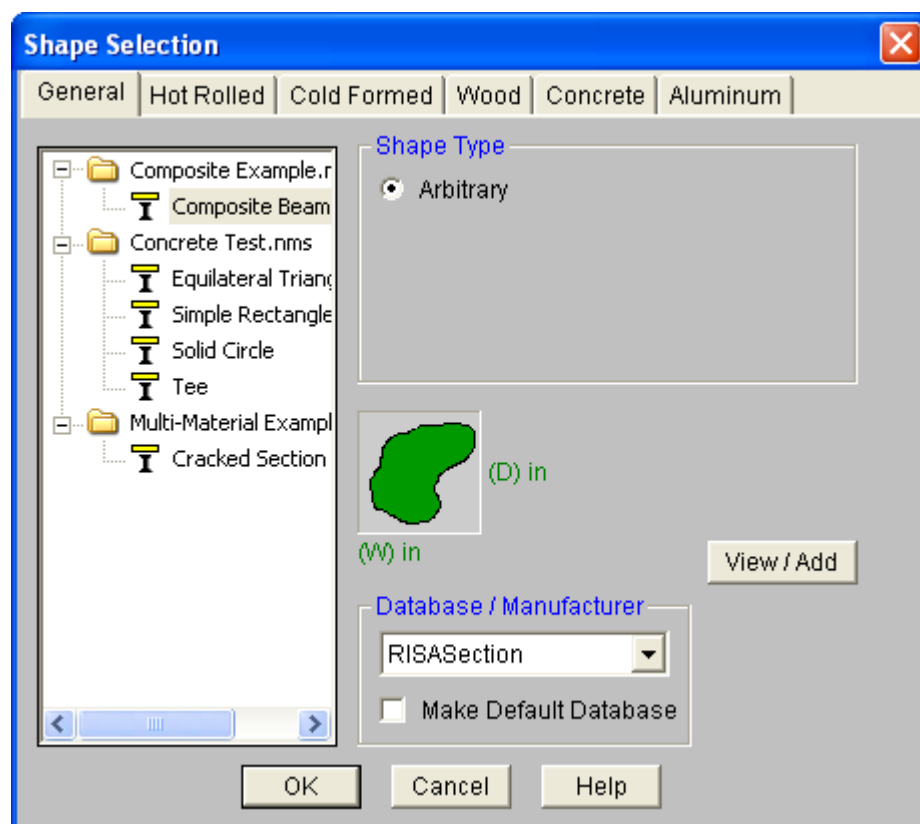 Shape Selection
General Hot Rolled Cold Formed Wood Concrete Aluminum
Composite Example.r
Composite Beam
Concrete Test.nms
Equilateral Triang
Simple Rectangle
Solid Circle
Tee
Multi-Material Exampl
Cracked Section
Shape Type
Arbitrary
(D) in
(W) in
View / Add
Database / Manufacturer
RISASection
Make Default Database
OK Cancel Help